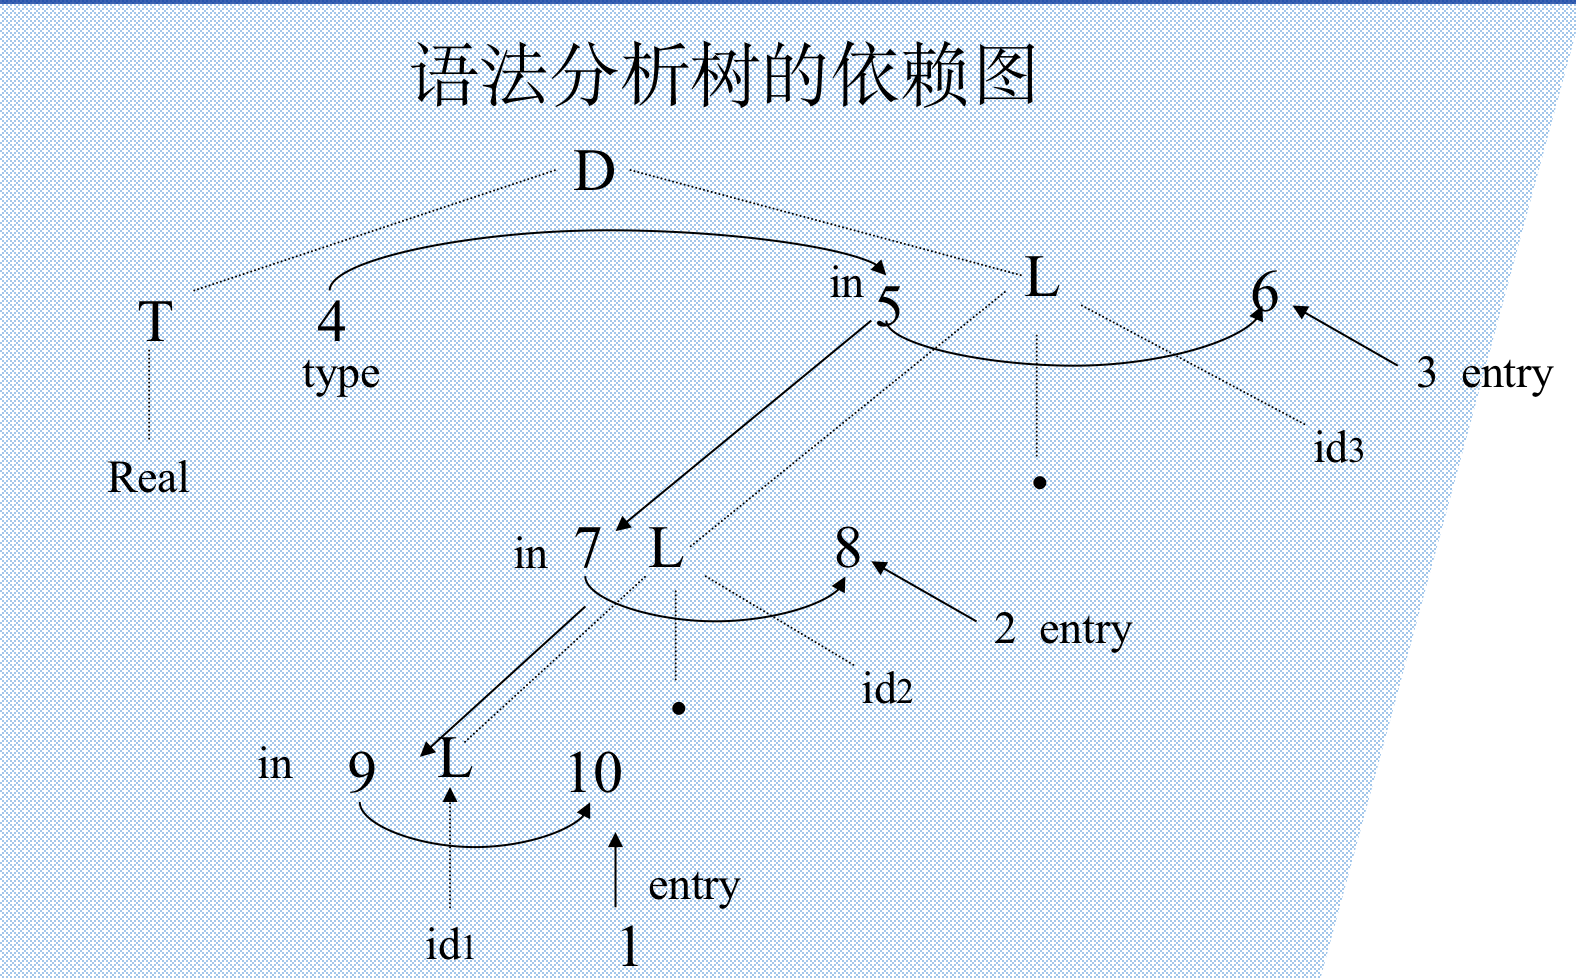 语法分析树的依赖图
D
in 5 L 6
T 4
type
3 entry
id3
Real
in 7 L 8
2 entry
id2
in 9 L 10
entry
id1 1